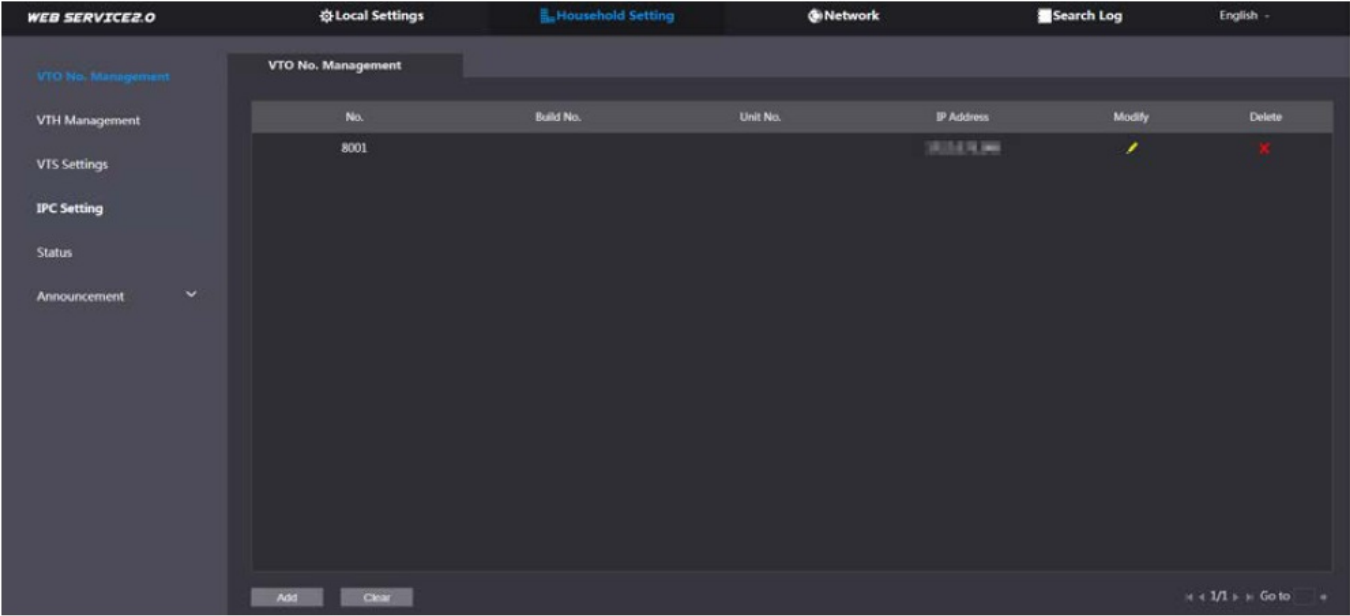 WEB SERVICE2.0 Local Settings Household Setting Network Search Log English
VTO No. Management
VTH Management
VTS Settings
IPC Setting
Status
Announcement
VTO No. Management
No. Build No. Unit No. IP Address Modify Delete
8001
Add Clear 1/1 Go to